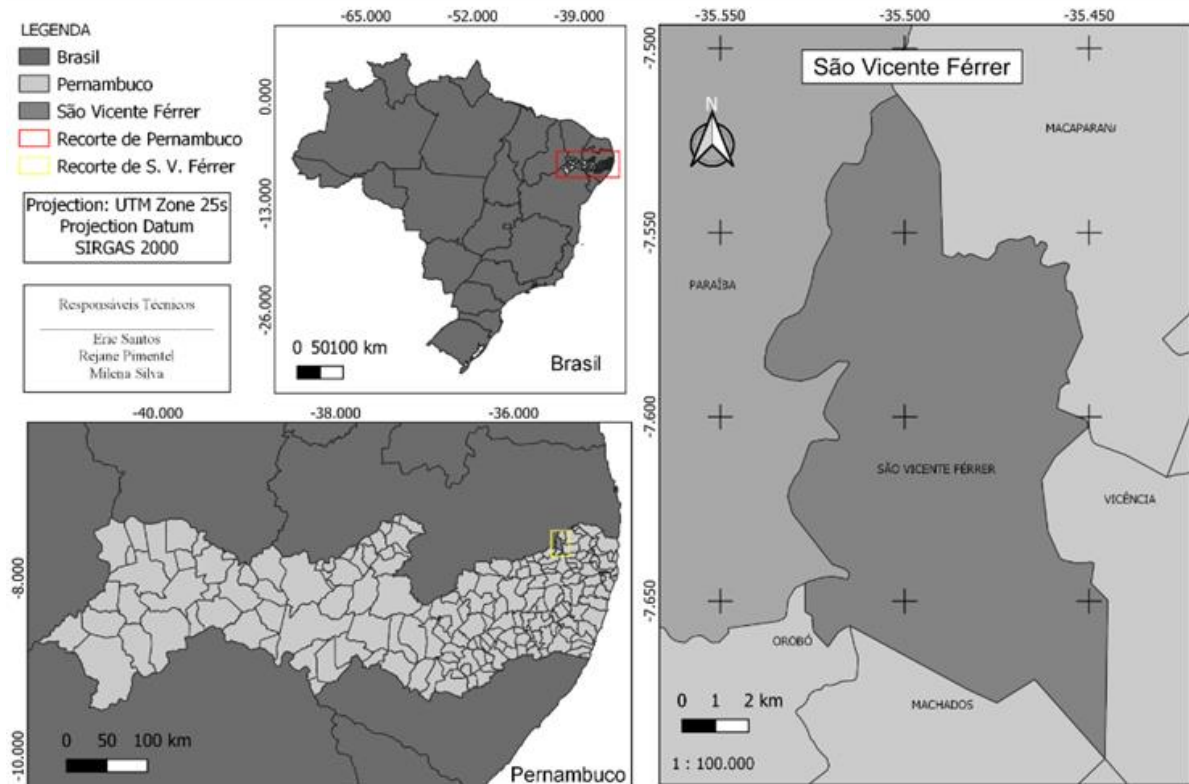 LEGENDA
Brasil
Pernambuco
São Vicente Férrer
Recorte de Pernambuco
Recorte de S. V. Férrer
Projection: UTM Zone 25s
Projection Datum
SIRGAS 2000
Responsáveis Técnicos
Eric Santos
Rejane Pimentel
Milena Silva
-65.000 -52.000 -39.000
0.000
-13.000
-26.000
0 50100 km
Brasil
-40.000 -38.000 -36.000
-8.000
-10.000
0 50 100 km
Pernambuco
-35.550 -35.500 -35.450
-7.500
-7.550
-7.600
-7.650
São Vicente Férrer
N
MACAPARANA
PARAÍBA
SÃO VICENTE FÉRRER
VICÊNCIA
OROBÓ
MACHADOS
0 1 2 km
1 : 100.000